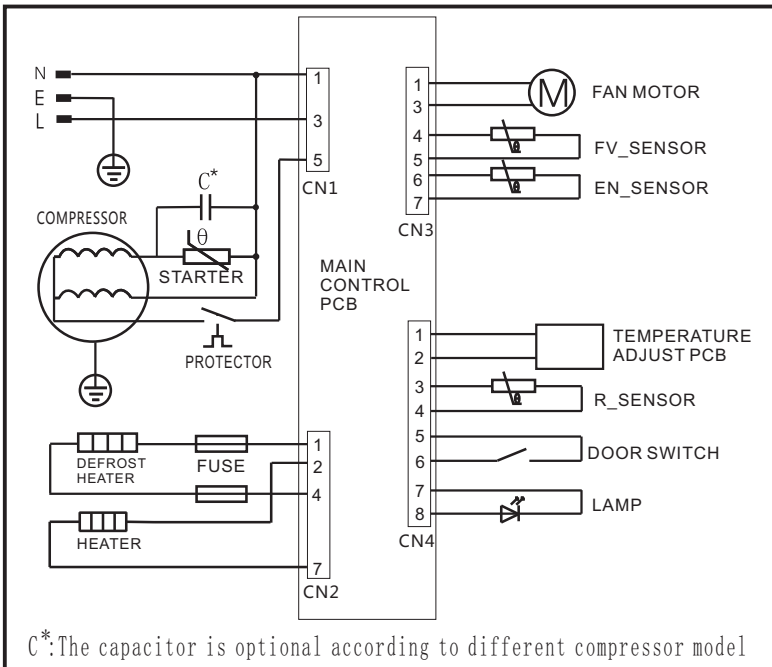 N
E
L
1
3
5
CN1
C*
COMPRESSOR
θ
STARTER
PROTECTOR
MAIN
CONTROL
PCB
1
3
4
5
6
7
CN3
M
FAN MOTOR
θ
FV_SENSOR
θ
EN_SENSOR
1
2
3
4
5
6
7
8
CN4
TEMPERATURE
ADJUST PCB
θ
R_SENSOR
DOOR SWITCH
LAMP
DEFROST
HEATER
FUSE
HEATER
1
2
4
7
CN2
C*:The capacitor is optional according to different compressor model